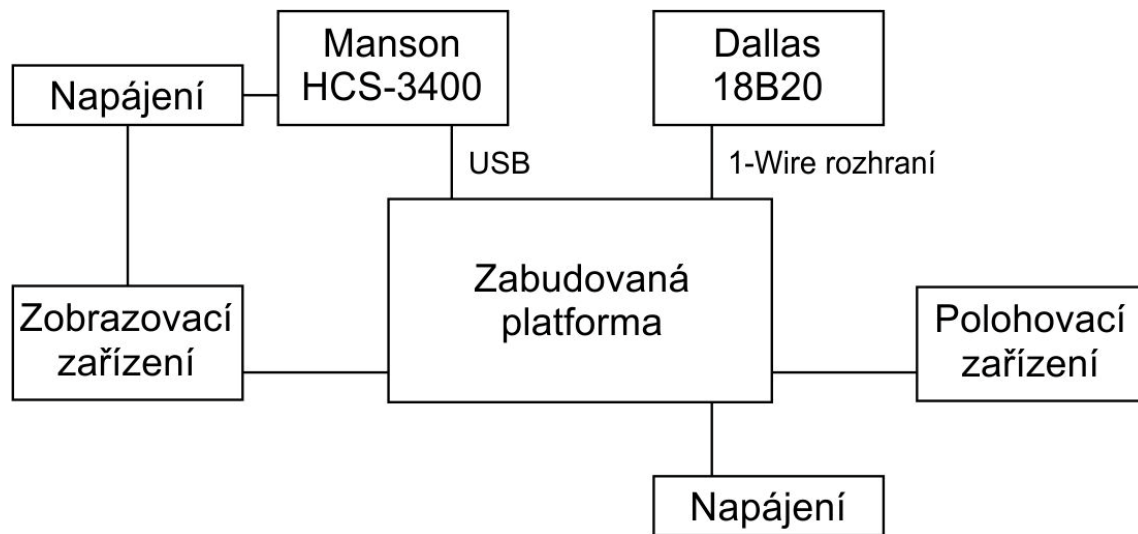 Manson
HCS-3400
Dallas
18B20
Napájení
USB
1-Wire rozhraní
Zabudovaná
platforma
Zobrazovací
zařízení
Polohovací
zařízení
Napájení